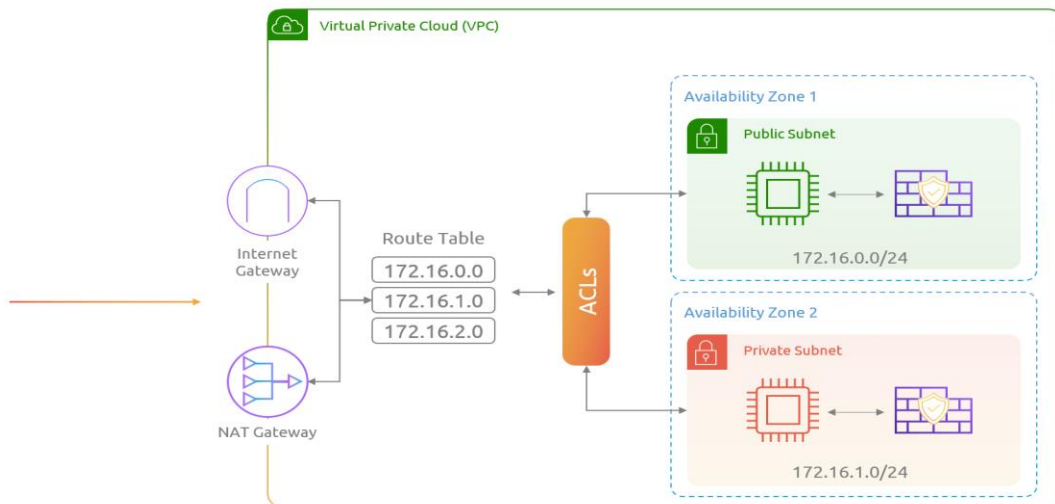 Virtual Private Cloud (VPC)
Availability Zone 1
Public Subnet
172.16.0.0/24
Internet
Gateway
Route Table
172.16.0.0
172.16.1.0
172.16.2.0
ACLs
NAT Gateway
Availability Zone 2
Private Subnet
172.16.1.0/24